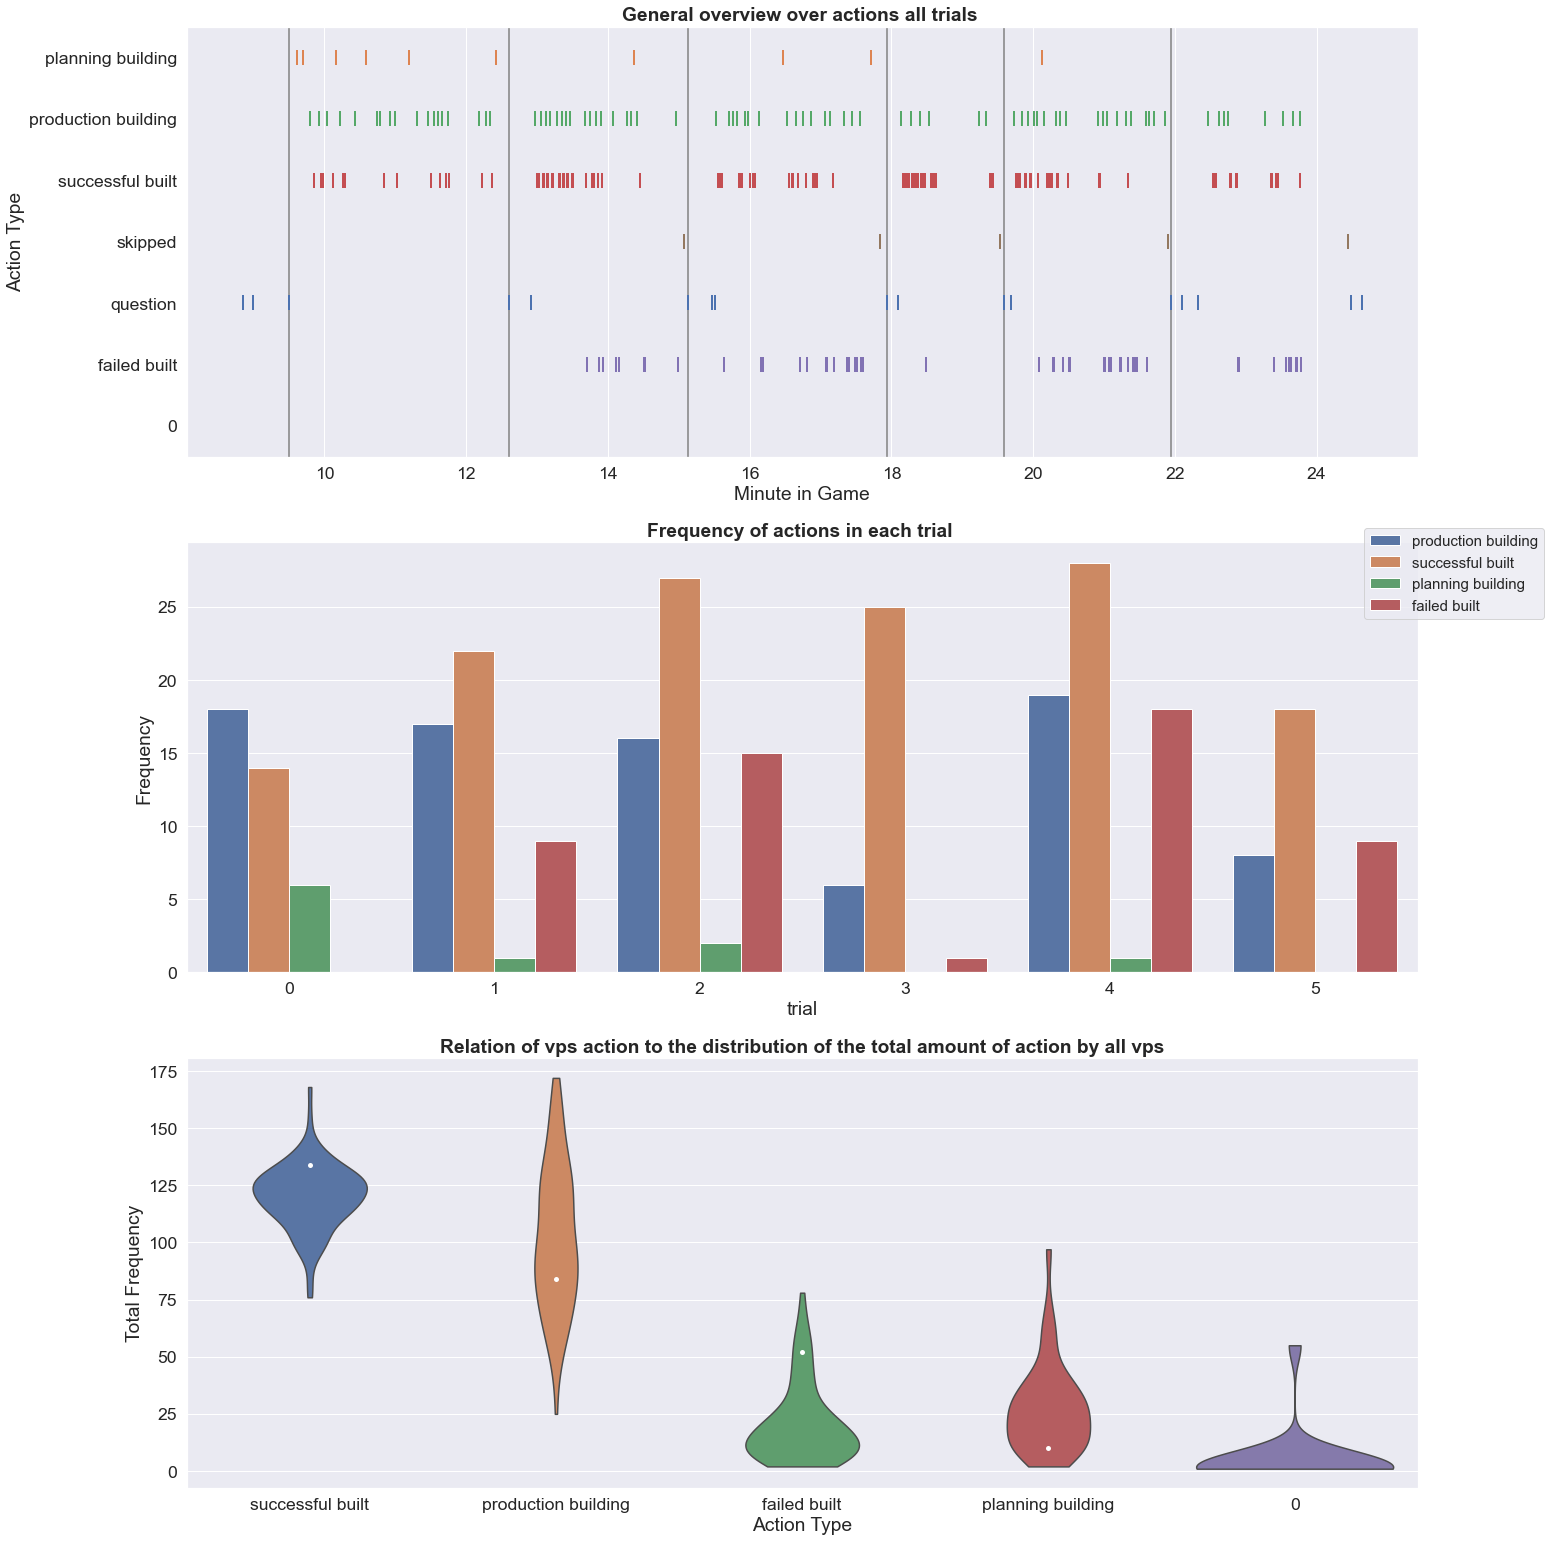 General overview over actions all trials
planning building
production building
successful built
skipped
question
failed built
0
Action Type
10 12 14 16 18 20 22 24
Minute in Game
Frequency of actions in each trial
production building
successful built
planning building
failed built
25
20
15
10
5
0
Frequency
0 1 2 3 4 5
trial
Relation of vps action to the distribution of the total amount of action by all vps
175
150
125
100
75
50
25
0
Total Frequency
successful built production building failed built planning building 0
Action Type